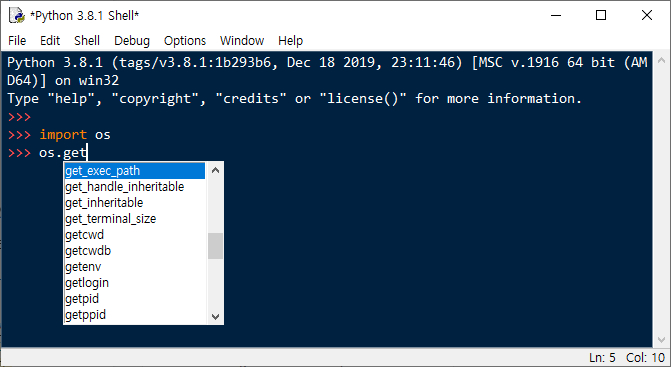 *Python 3.8.1 Shell*
File Edit Shell Debug Options Window Help
Python 3.8.1 (tags/v3.8.1:1b293b6, Dec 18 2019, 23:11:46) [MSC v.1916 64 bit (AM
D64)] on win32
Type "help", "copyright", "credits" or "license()" for more information.
>>>
>>> import os
>>> os.get
get_exec_path
get_handle_inheritable
get_inheritable
get_terminal_size
getcwd
getcwdb
getenv
getlogin
getpid
getppid
Ln: 5 Col: 10